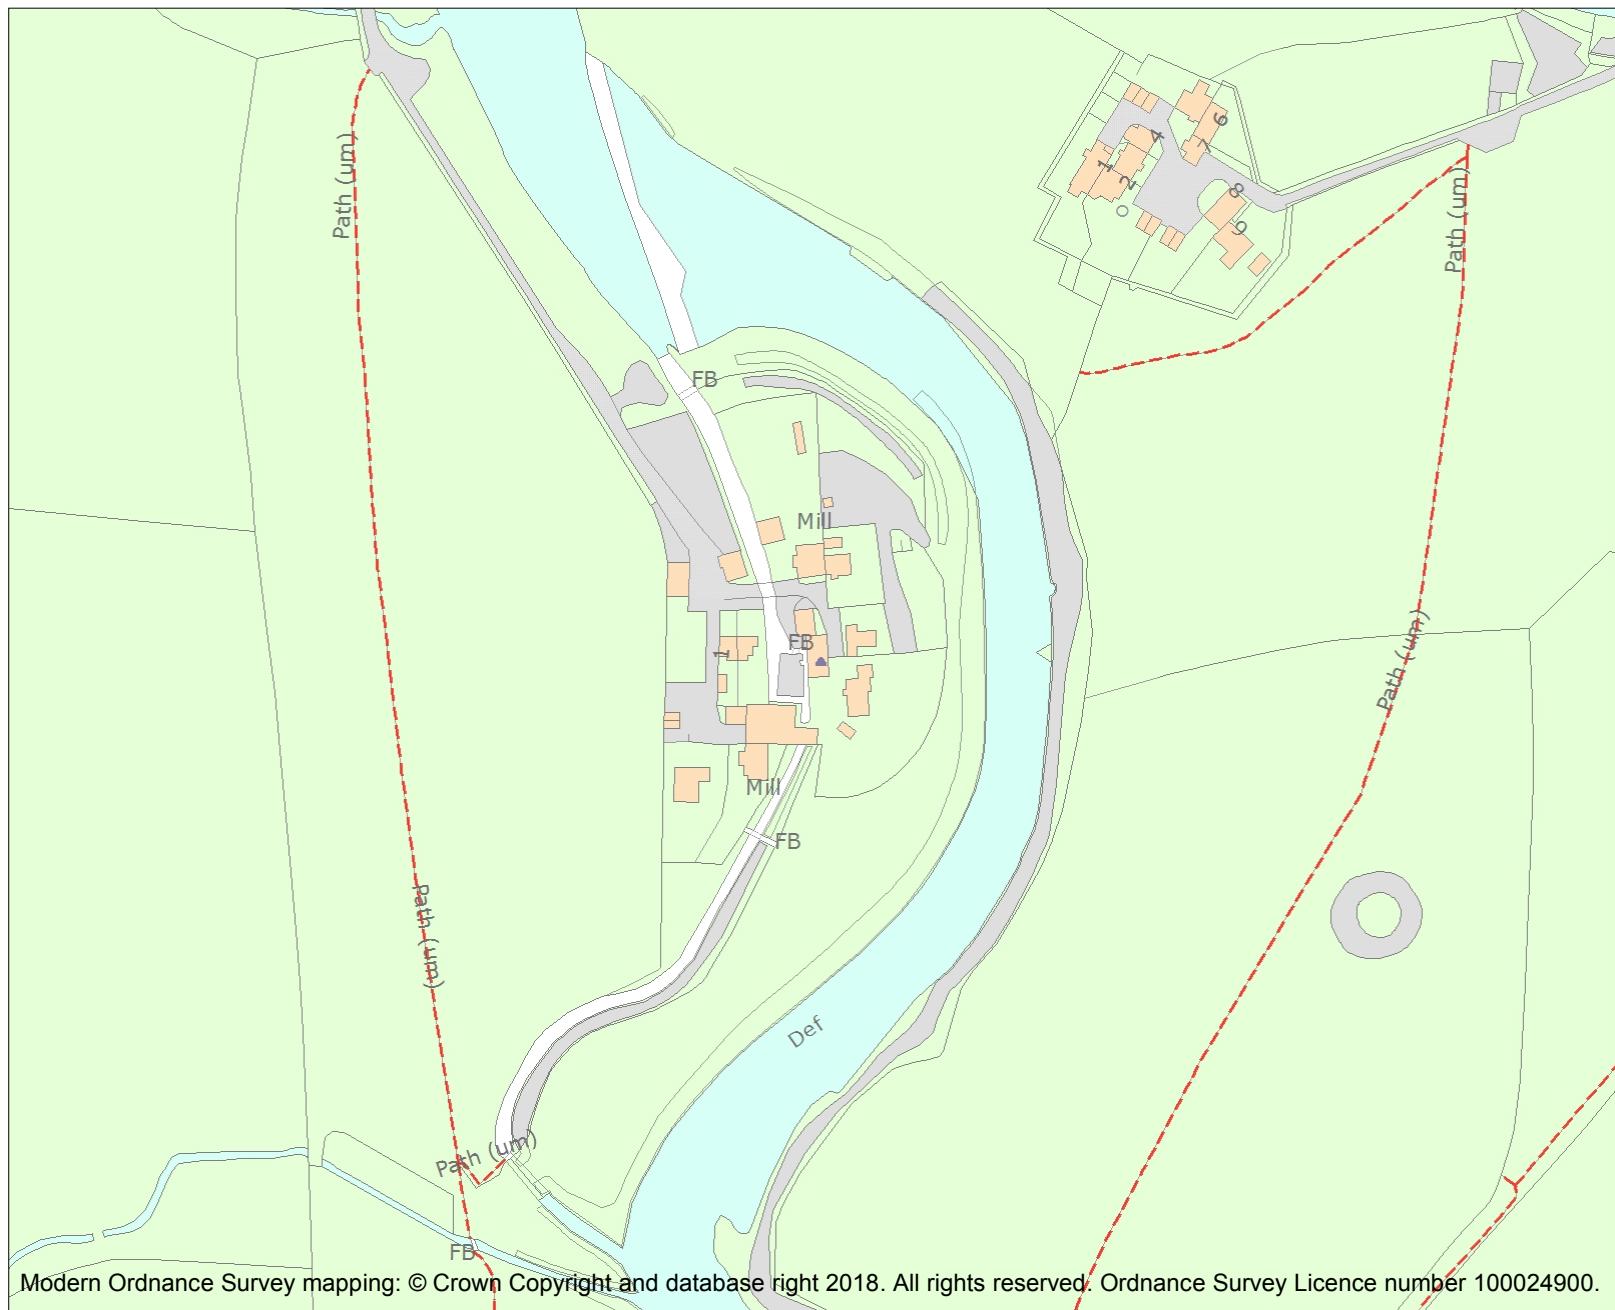 6
4
7
1
2
8
9
Path (um)
Path (um)
FB
Mill
FB
1
Path (um)
Mill
FB
Path (um)
Def
Path (um)
FB
Modern Ordnance Survey mapping: © Crown Copyright and database right 2018. All rights reserved. Ordnance Survey Licence number 100024900.